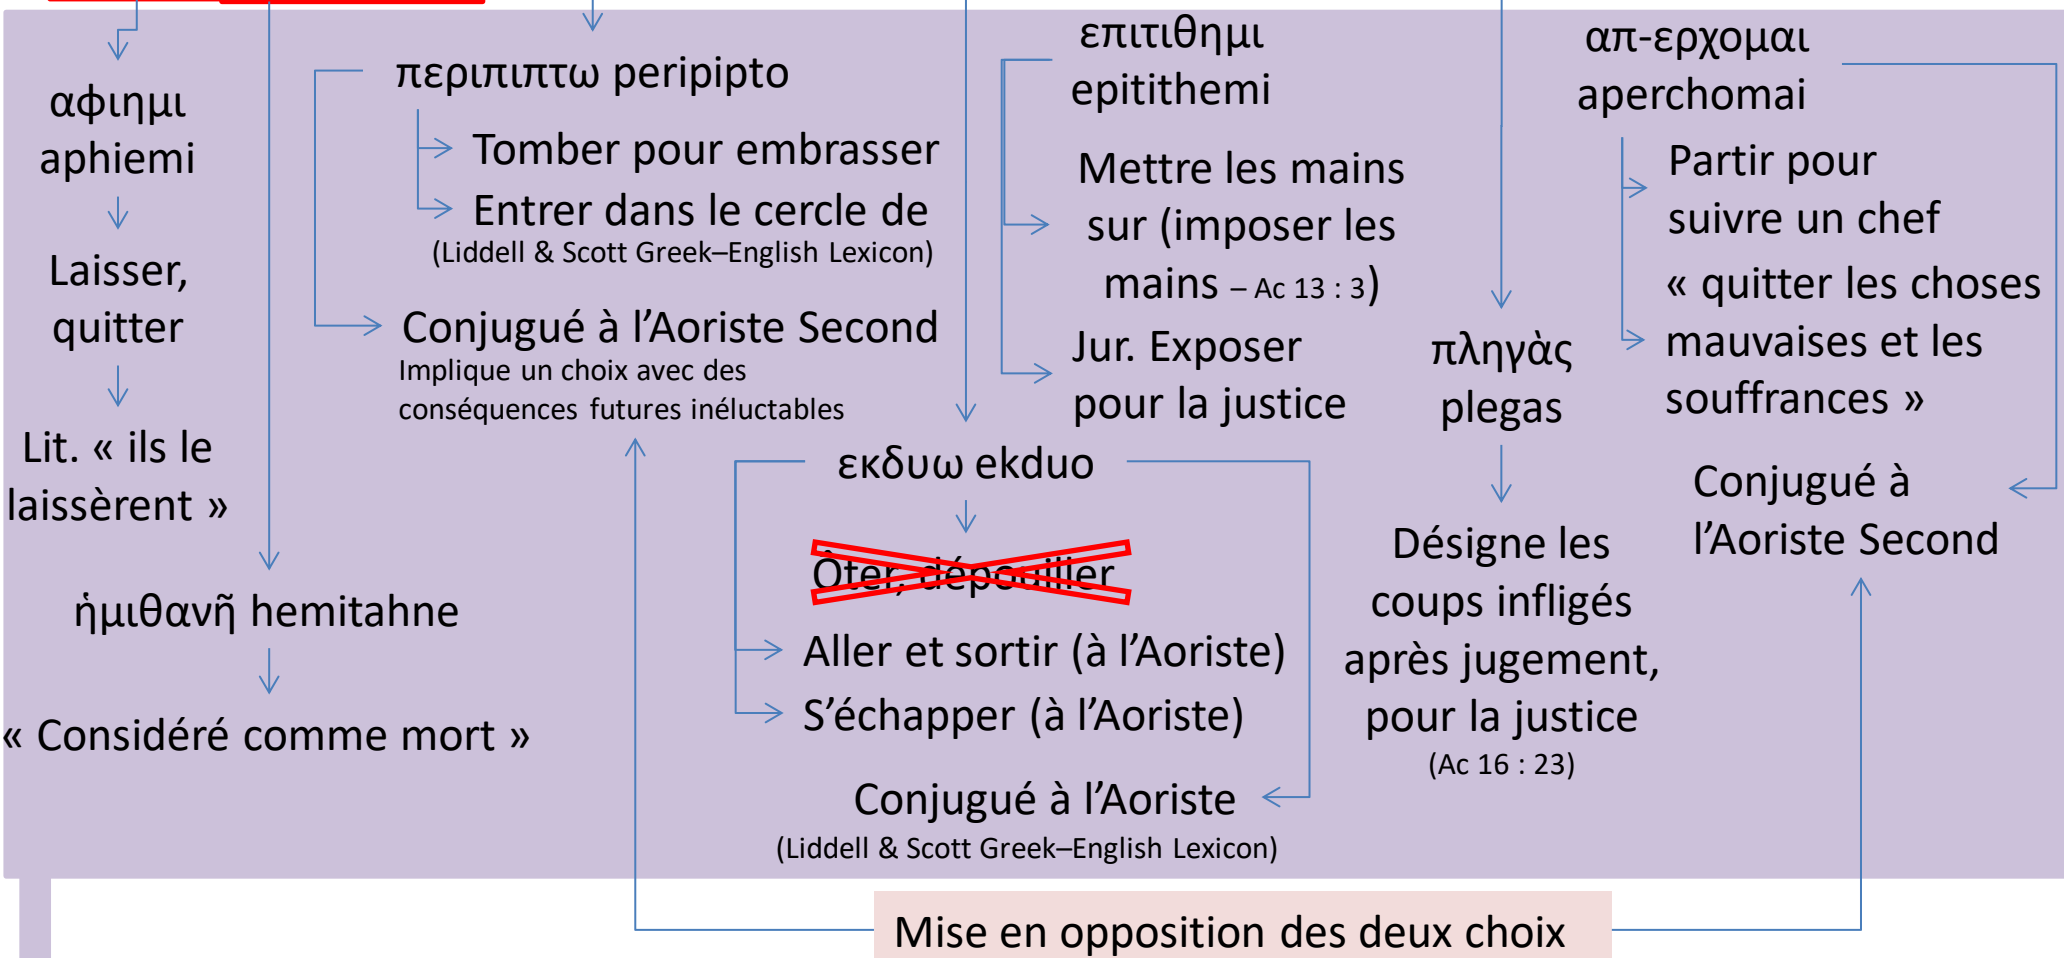 αφιημι
aphiemi
Laisser,
quitter
Lit. « ils le
laissèrent »
ἡμιθανῆ hemitahne
« Considéré comme mort »
περιπιπτω peripipto
Tomber pour embrasser
Entrer dans le cercle de
(Liddell & Scott Greek–English Lexicon)
Conjugué à l’Aoriste Second
Implique un choix avec des
conséquences futures inéluctables
εκδυω ekduo
Ôter, dépouiller
Aller et sortir (à l’Aoriste)
S’échapper (à l’Aoriste)
Conjugué à l’Aoriste
(Liddell & Scott Greek–English Lexicon)
επιτιθημι
epitithemi
Mettre les mains
sur (imposer les
mains – Ac 13 : 3)
Jur. Exposer
pour la justice
πληγὰς
plegas
Désigne les
coups infligés
après jugement,
pour la justice
(Ac 16 : 23)
απ-ερχομαι
aperchomai
Partir pour
suivre un chef
« quitter les choses
mauvaises et les
souffrances »
Conjugué à
l’Aoriste Second
Mise en opposition des deux choix